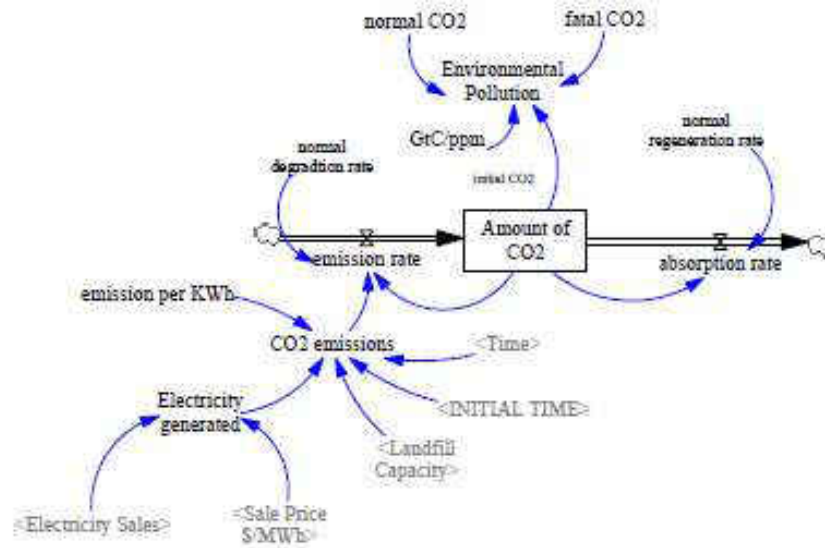 normal CO2
fatal CO2
Environmental
Pollution
GtC/ppm
normal
regeneration rate
normal
degradtion rate
initial CO2
Amount of
CO2
emission rate
absorption rate
emission per KWh
CO2 emissions
<Time>
Electricity
generated
<INITIAL TIME>
<Landfill
Capacity>
<Electricity Sales>
<Sale Price
$/MWh>